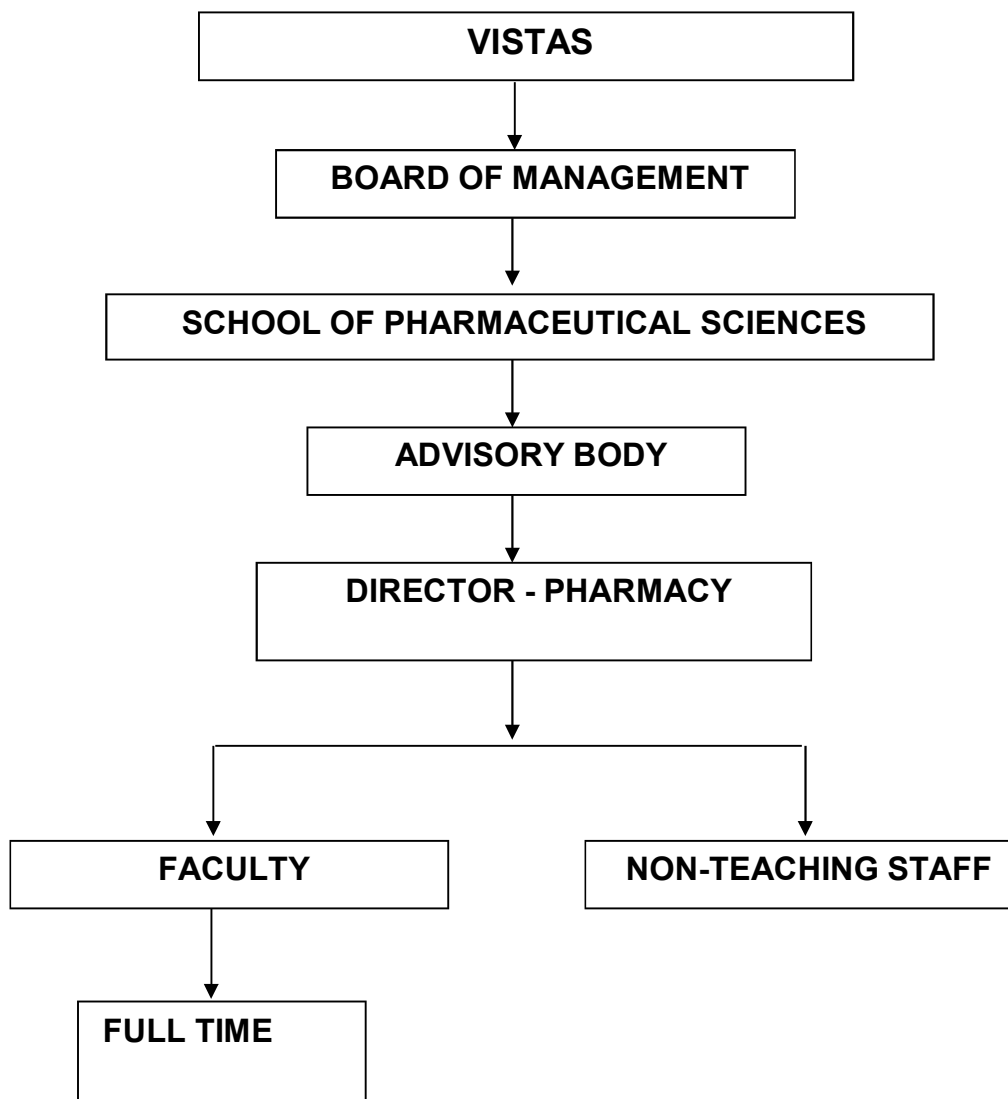 VISTAS
BOARD OF MANAGEMENT
SCHOOL OF PHARMACEUTICAL SCIENCES
ADVISORY BODY
DIRECTOR - PHARMACY
FACULTY
NON-TEACHING STAFF
FULL TIME